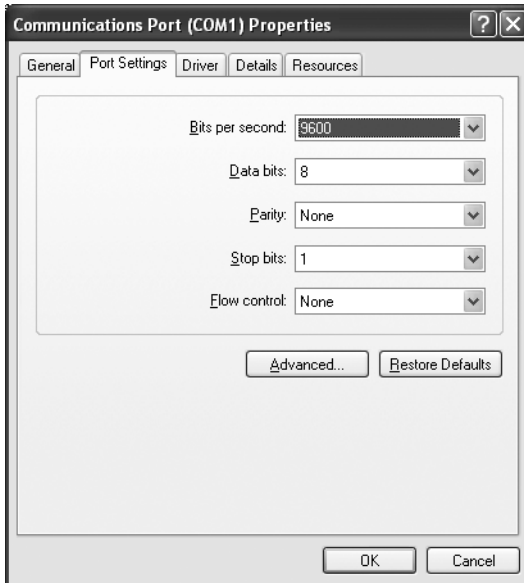 Communications Port (COM1) Properties
General Port Settings Driver Details Resources
Bits per second: 9600
Data bits: 8
Parity: None
Stop bits: 1
Flow control: None
Advanced... Restore Defaults
OK Cancel